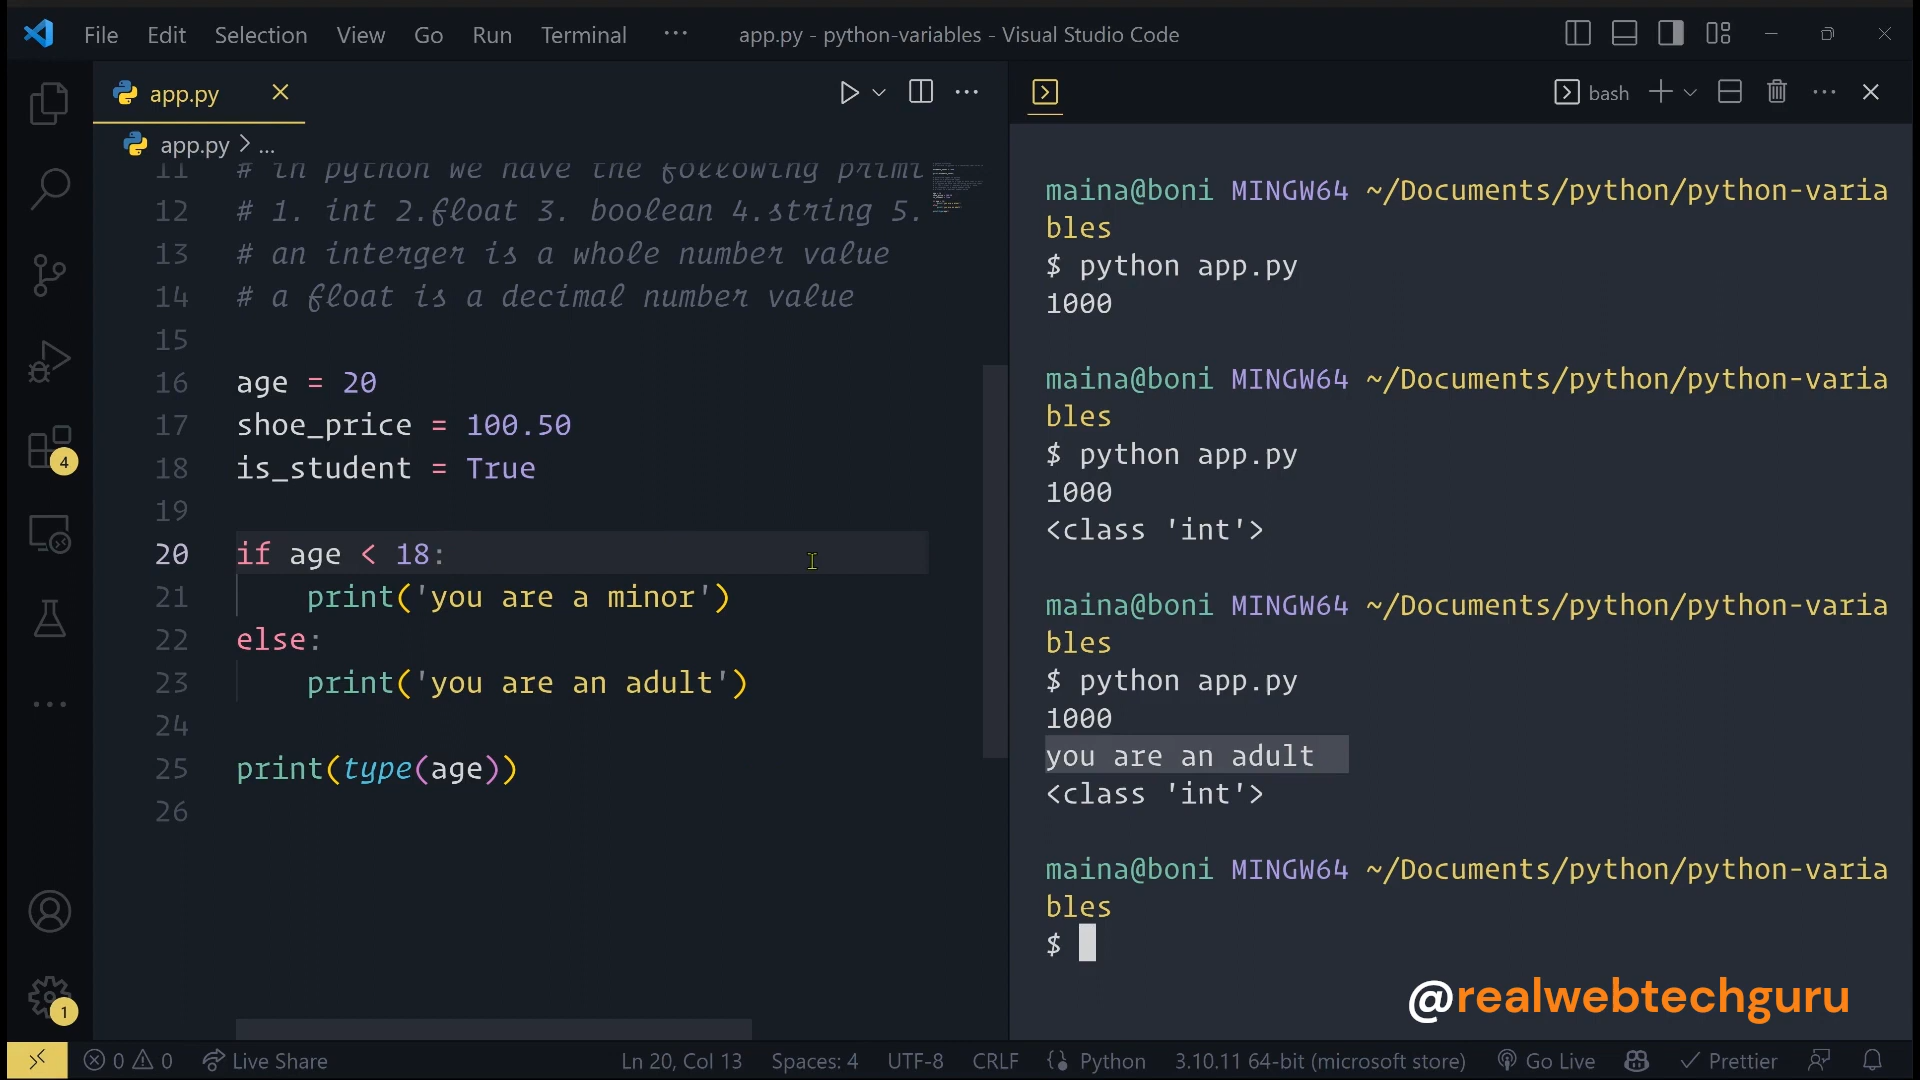 File Edit Selection View Go Run Terminal ··· app.py - python-variables - Visual Studio Code
app.py
bash
app.py > ...
11 # in python we have the following primi
12 # 1. int 2.float 3. boolean 4.string 5.
13 # an interger is a whole number value
14 # a float is a decimal number value
15
16 age = 20
17 shoe_price = 100.50
18 is_student = True
19
20 if age < 18:
21 print('you are a minor')
22 else:
23 print('you are an adult')
24
25 print(type(age))
26
maina@boni MINGW64 ~/Documents/python/python-varia
bles
$ python app.py
1000
maina@boni MINGW64 ~/Documents/python/python-varia
bles
$ python app.py
1000
<class 'int'>
maina@boni MINGW64 ~/Documents/python/python-varia
bles
$ python app.py
1000
you are an adult
<class 'int'>
maina@boni MINGW64 ~/Documents/python/python-varia
bles
$
@realwebtechguru
4
1
0 0 Live Share Ln 20, Col 13 Spaces: 4 UTF-8 CRLF Python 3.10.11 64-bit (microsoft store) Go Live Prettier